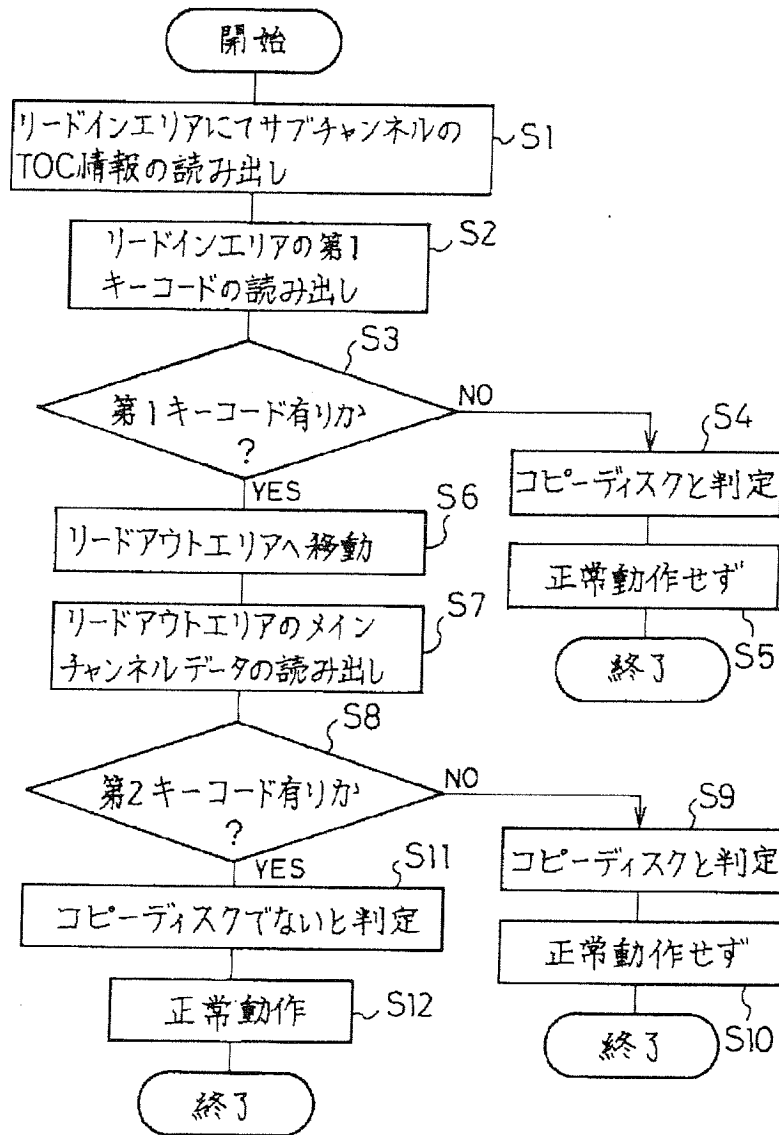 開始
リードインエリアにてサブチャンネルの
TOC情報の読み出し
S1
リードインエリアの第1
キーコードの読み出し
S2
S3
第1キーコード有りか
?
NO
YES
S4
コピーディスクと判定
正常動作せず
S5
終了
S6
リードアウトエリアへ移動
S7
リードアウトエリアのメイン
チャンネルデータの読み出し
S8
第2キーコード有りか
?
NO
YES
S9
コピーディスクと判定
正常動作せず
S10
終了
S11
コピーディスクでないと判定
正常動作
S12
終了